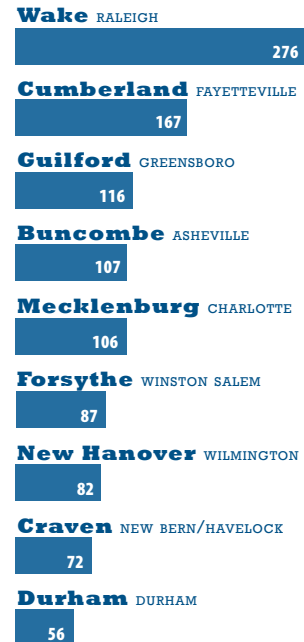 Wake RALEIGH
276
Cumberland FAYETTEVILLE
167
Guilford GREENSBORO
116
Buncombe ASHEVILLE
107
Mecklenburg CHARLOTTE
106
Forsythe WINSTON SALEM
87
New Hanover WILMINGTON
82
Craven NEW BERN/HAVELOCK
72
Durham DURHAM
56